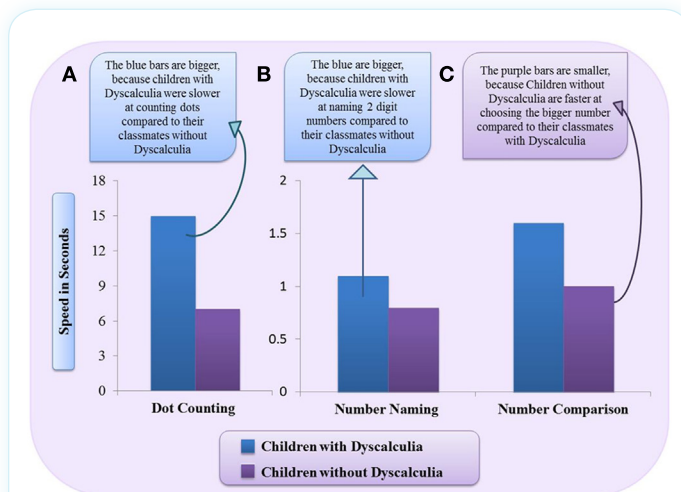 A
The blue bars are bigger,
because children with
Dyscalculia were slower
at counting dots
compared to their
classmates without
Dyscalculia
B
The blue are bigger,
because children with
Dyscalculia were slower
at naming 2 digit
numbers compared to
their classmates without
Dyscalculia
C
The purple bars are smaller,
because Children without
Dyscalculia are faster at
choosing the bigger number
compared to their classmates
with Dyscalculia
Speed in Seconds
18
15
12
9
6
3
0
Dot Counting
2
1.5
1
0.5
0
Number Naming
Number Comparison
Children with Dyscalculia
Children without Dyscalculia